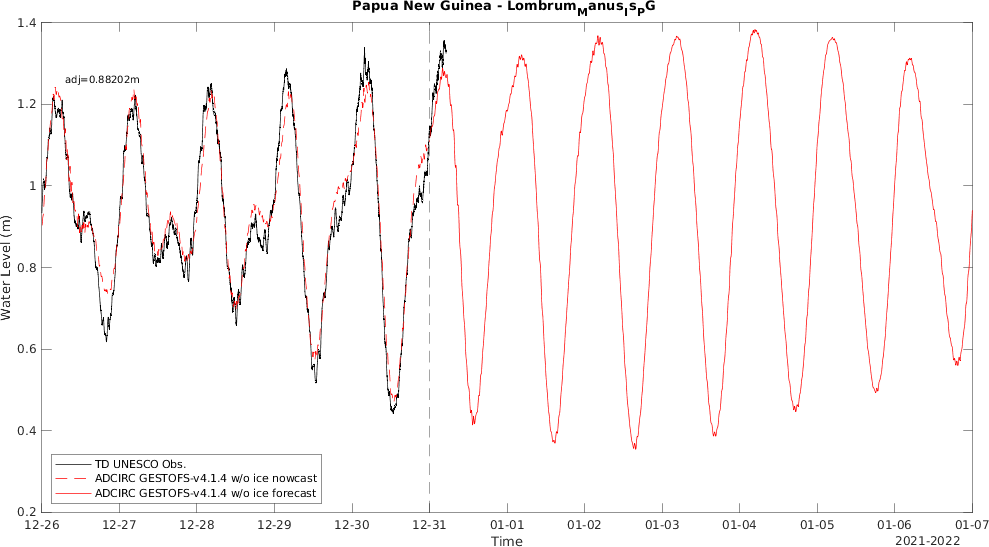 Papua New Guinea - LombrumManusIsPG
1.4
1.2
1
0.8
0.6
0.4
0.2
Water Level (m)
adj=0.88202m
TD UNESCO Obs.
ADCIRC GESTOFS-v4.1.4 w/o ice nowcast
ADCIRC GESTOFS-v4.1.4 w/o ice forecast
12-26 12-27 12-28 12-29 12-30 12-31 01-01 01-02 01-03 01-04 01-05 01-06 01-07
Time
2021-2022